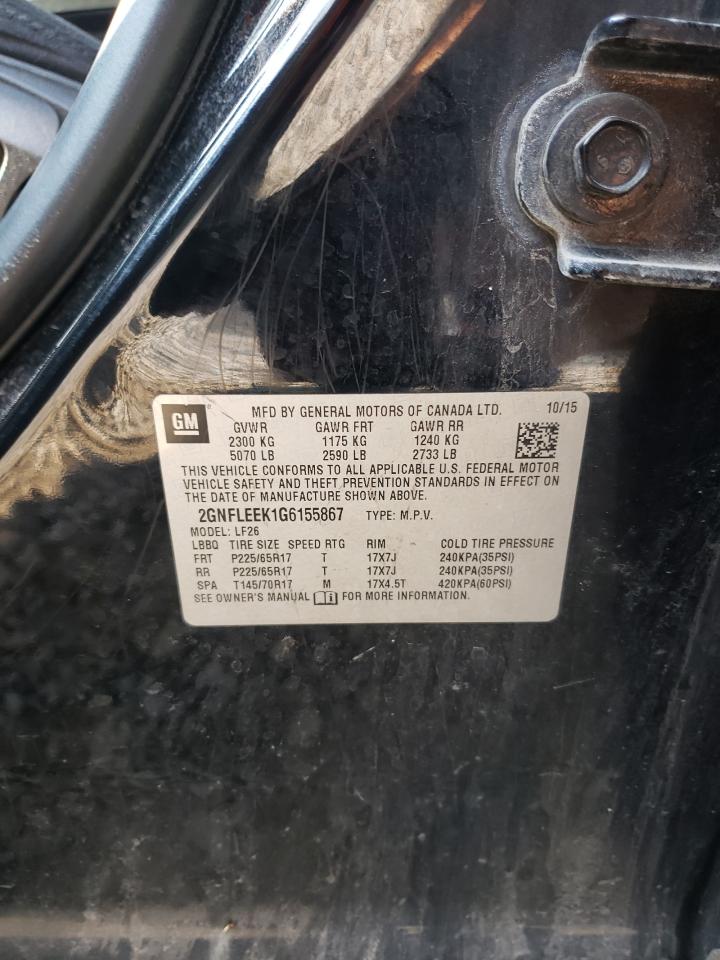 GM® MFD BY GENERAL MOTORS OF CANADA LTD. 10/15
GVWR GAWR FRT GAWR RR
2300 KG 1175 KG 1240 KG
5070 LB 2590 LB 2733 LB
THIS VEHICLE CONFORMS TO ALL APPLICABLE U.S. FEDERAL MOTOR
VEHICLE SAFETY AND THEFT PREVENTION STANDARDS IN EFFECT ON
THE DATE OF MANUFACTURE SHOWN ABOVE.
2GNFLEEK1G6155867 TYPE: M.P.V.
MODEL: LF26
LBBQ TIRE SIZE SPEED RTG RIM COLD TIRE PRESSURE
FRT P225/65R17 T 17X7J 240KPA(35PSI)
RR P225/65R17 T 17X7J 240KPA(35PSI)
SPA T145/70R17 M 17X4.5T 420KPA(60PSI)
SEE OWNER'S MANUAL FOR MORE INFORMATION.